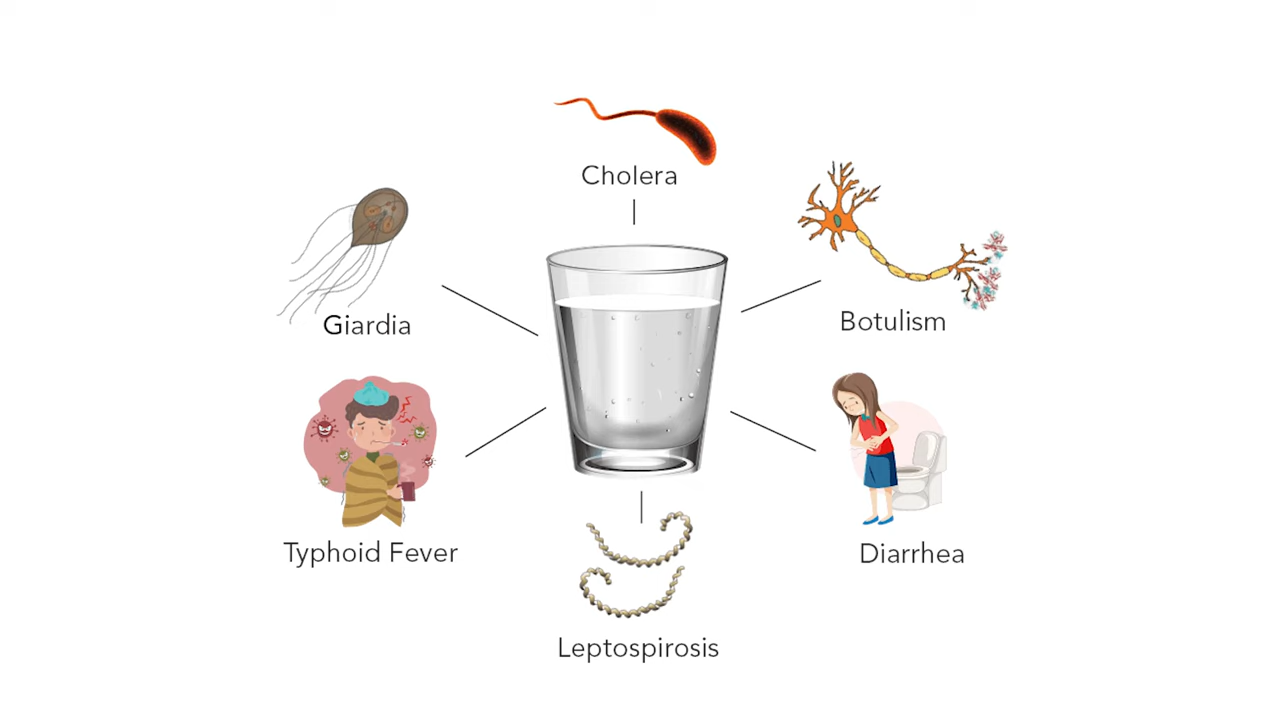 Cholera
Giardia
Botulism
Typhoid Fever
Diarrhea
Leptospirosis